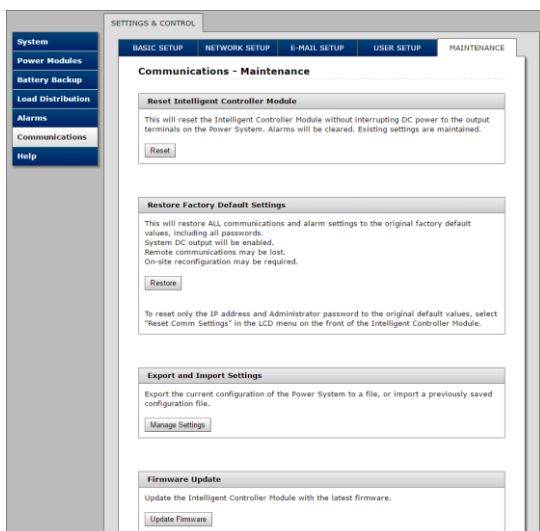 SETTINGS & CONTROL
System
Power Modules
Battery Backup
Load Distribution
Alarms
Communications
Help
BASIC SETUP
NETWORK SETUP
E-MAIL SETUP
USER SETUP
MAINTENANCE
Communications - Maintenance
Reset Intelligent Controller Module
This will reset the Intelligent Controller Module without interrupting DC power to the output
terminals on the Power System. Alarms will be cleared. Existing settings are maintained.
Reset
Restore Factory Default Settings
This will restore ALL communications and alarm settings to the original factory default
values, including all passwords.
System DC output will be enabled.
Remote communications may be lost.
On-site reconfiguration may be required.
Restore
To reset only the IP address and Administrator password to the original default values, select
"Reset Comm Settings" in the LCD menu on the front of the Intelligent Controller Module.
Export and Import Settings
Export the current configuration of the Power System to a file, or import a previously saved
configuration file.
Manage Settings
Firmware Update
Update the Intelligent Controller Module with the latest firmware.
Update Firmware